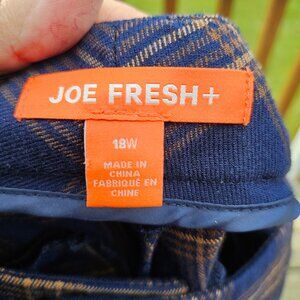 JOE FRESH+
18W
MADE IN
CHINA
FABRIQUÉ EN
CHINE